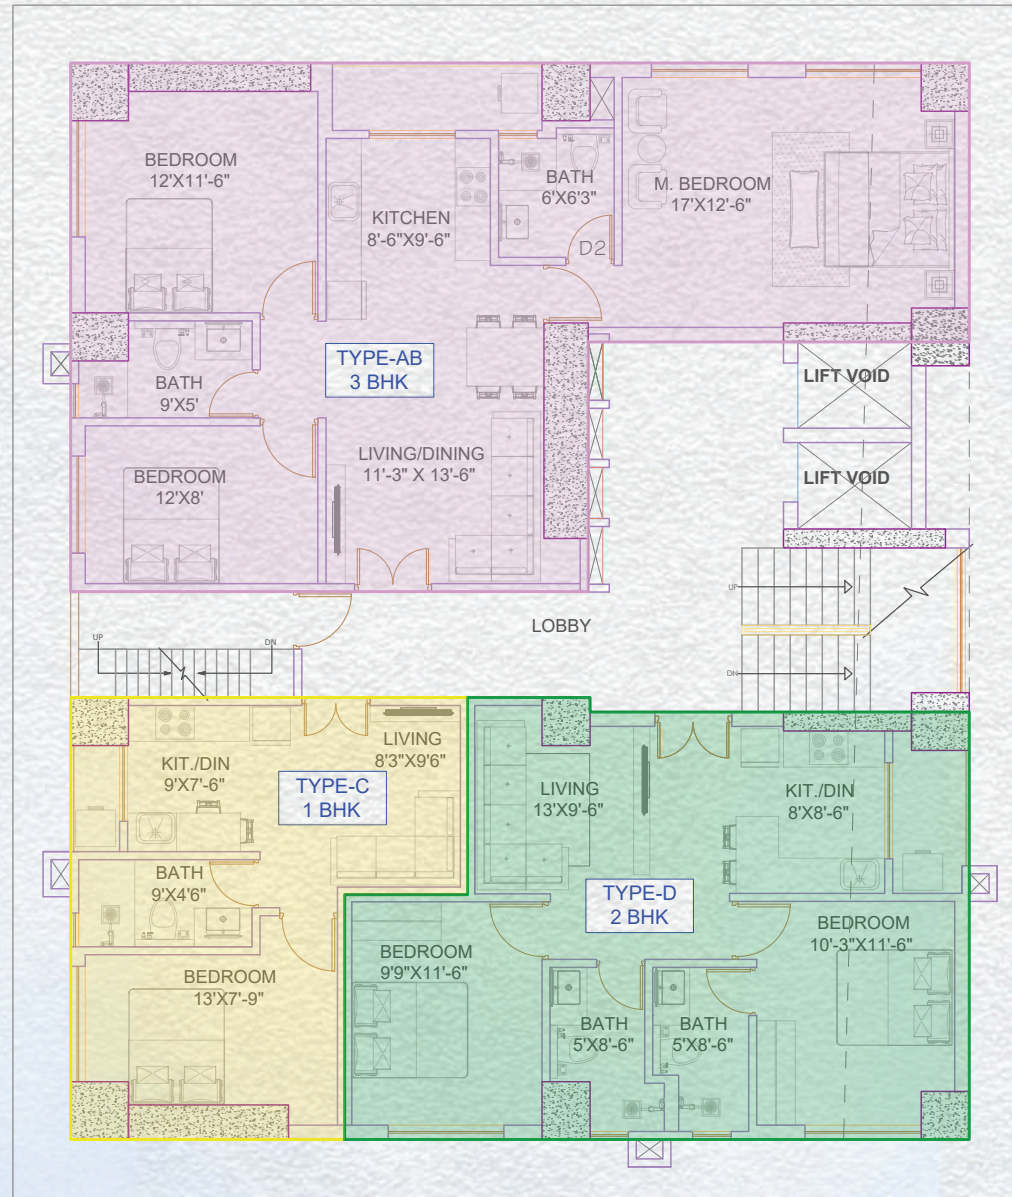 BEDROOM
12'X11'-6"
KITCHEN
8'-6"X9'-6"
BATH
6'X6'3"
D2
M. BEDROOM
17'X12'-6"
TYPE-AB
3 BHK
BATH
9'X5'
LIFT VOID
LIFT VOID
BEDROOM
12'X8'
LIVING/DINING
11'-3" X 13'-6"
UP
DN
LOBBY
UP
DN
KIT./DIN
9'X7'-6"
LIVING
8'3"X9'6"
TYPE-C
1 BHK
LIVING
13'X9'-6"
KIT./DIN
8'X8'-6"
BATH
9'X4'6"
TYPE-D
2 BHK
BEDROOM
13'X7'-9"
BEDROOM
9'9"X11'-6"
BEDROOM
10'-3"X11'-6"
BATH
5'X8'-6"
BATH
5'X8'-6"